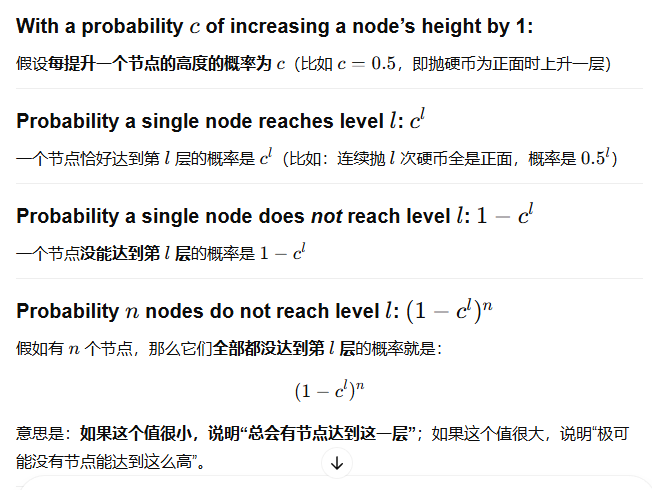 With a probability c of increasing a node's height by 1:
假设每提升一个节点的高度的概率为 c（比如 c = 0.5，即抛硬币为正面时上升一层）
Probability a single node reaches level l: c^l
一个节点恰好达到第 l 层的概率是 c^l（比如：连续抛 l 次硬币全是正面，概率是 0.5^l）
Probability a single node does not reach level l: 1 − c^l
一个节点没能达到第 l 层的概率是 1 − c^l
Probability n nodes do not reach level l: (1 − c^l)^n
假如有 n 个节点，那么它们全部都没达到第 l 层的概率就是：
(1 − c^l)^n
意思是：如果这个值很小，说明“总会有节点达到这一层”；如果这个值很大，说明“极可
能没有节点能达到这么高”。